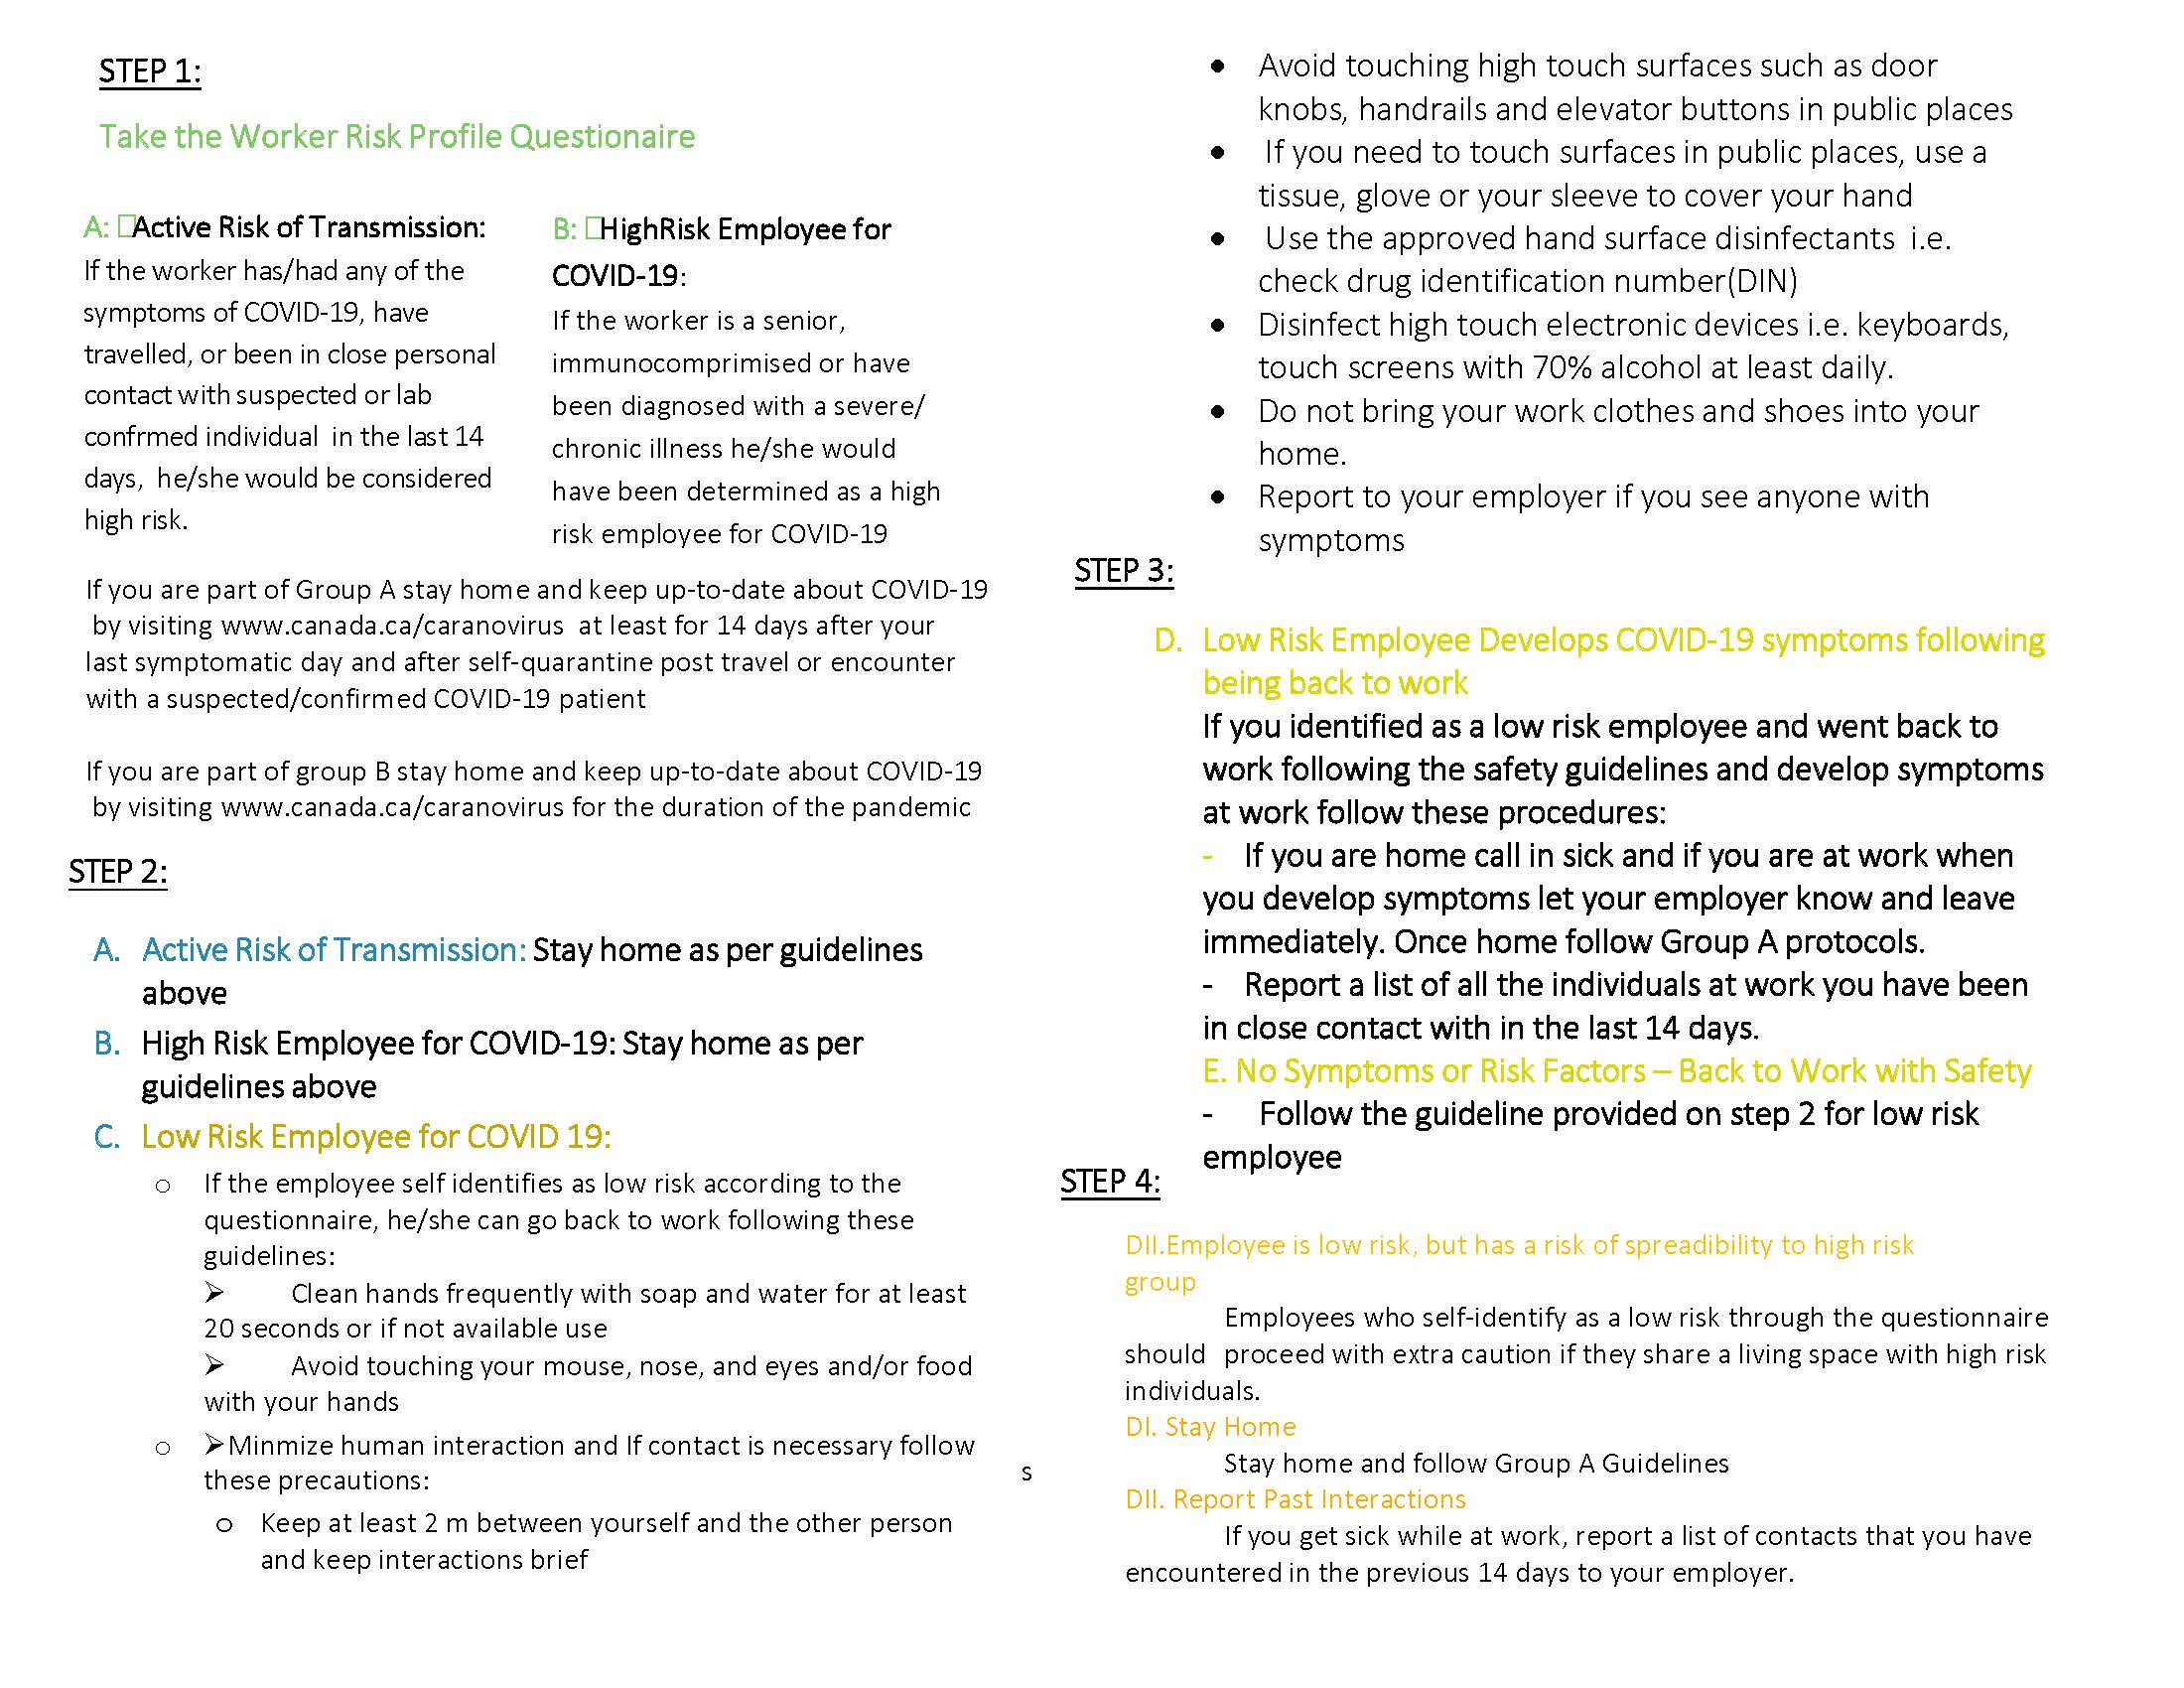 STEP 1:
Take the Worker Risk Profile Questionaire
A: Active Risk of Transmission:
If the worker has/had any of the
symptoms of COVID-19, have
travelled, or been in close personal
contact with suspected or lab
confrmed individual in the last 14
days, he/she would be considered
high risk.
B: HighRisk Employee for
COVID-19:
If the worker is a senior,
immunocomprimised or have
been diagnosed with a severe/
chronic illness he/she would
have been determined as a high
risk employee for COVID-19
If you are part of Group A stay home and keep up-to-date about COVID-19
by visiting www.canada.ca/caranovirus at least for 14 days after your
last symptomatic day and after self-quarantine post travel or encounter
with a suspected/confirmed COVID-19 patient
If you are part of group B stay home and keep up-to-date about COVID-19
by visiting www.canada.ca/caranovirus for the duration of the pandemic
STEP 2:
A. Active Risk of Transmission: Stay home as per guidelines
above
B. High Risk Employee for COVID-19: Stay home as per
guidelines above
C. Low Risk Employee for COVID 19:
o If the employee self identifies as low risk according to the
questionnaire, he/she can go back to work following these
guidelines:
➢ Clean hands frequently with soap and water for at least
20 seconds or if not available use
➢ Avoid touching your mouse, nose, and eyes and/or food
with your hands
o ➢Minmize human interaction and If contact is necessary follow
these precautions:
o Keep at least 2 m between yourself and the other person
and keep interactions brief
• Avoid touching high touch surfaces such as door
knobs, handrails and elevator buttons in public places
• If you need to touch surfaces in public places, use a
tissue, glove or your sleeve to cover your hand
• Use the approved hand surface disinfectants i.e.
check drug identification number(DIN)
• Disinfect high touch electronic devices i.e. keyboards,
touch screens with 70% alcohol at least daily.
• Do not bring your work clothes and shoes into your
home.
• Report to your employer if you see anyone with
symptoms
STEP 3:
D. Low Risk Employee Develops COVID-19 symptoms following
being back to work
If you identified as a low risk employee and went back to
work following the safety guidelines and develop symptoms
at work follow these procedures:
- If you are home call in sick and if you are at work when
you develop symptoms let your employer know and leave
immediately. Once home follow Group A protocols.
- Report a list of all the individuals at work you have been
in close contact with in the last 14 days.
E. No Symptoms or Risk Factors – Back to Work with Safety
- Follow the guideline provided on step 2 for low risk
employee
STEP 4:
DII.Employee is low risk, but has a risk of spreadibility to high risk
group
Employees who self-identify as a low risk through the questionnaire
should proceed with extra caution if they share a living space with high risk
individuals.
DI. Stay Home
Stay home and follow Group A Guidelines
s
DII. Report Past Interactions
If you get sick while at work, report a list of contacts that you have
encountered in the previous 14 days to your employer.